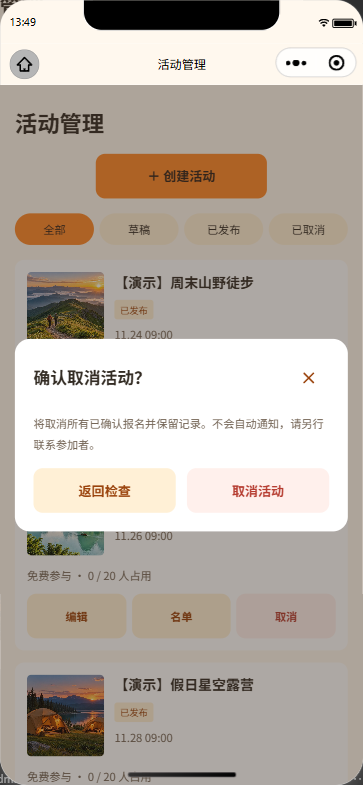 13:49
活动管理
活动管理
+ 创建活动
全部
草稿
已发布
已取消
【演示】周末山野徒步
已发布
11.24 09:00
确认取消活动?
将取消所有已确认报名并保留记录。不会自动通知，请另行
联系参加者。
返回检查
取消活动
11.26 09:00
免费参与 · 0 / 20 人占用
编辑
名单
取消
【演示】假日星空露营
已发布
11.28 09:00
免费参与 · 0 / 20 人占用